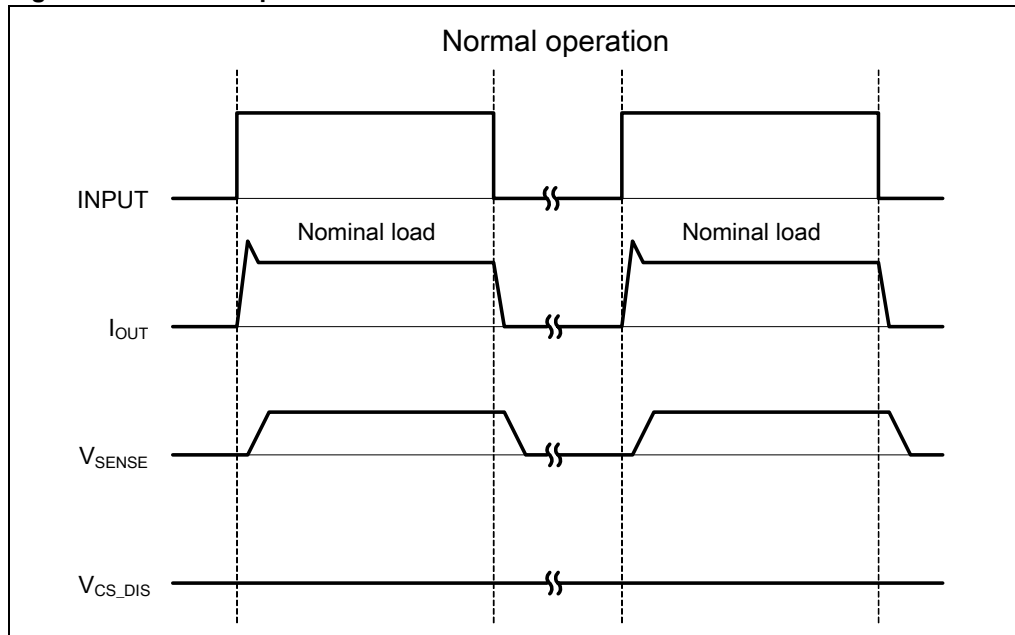 Normal operation
INPUT
Nominal load Nominal load
IOUT
VSENSE
VCS_DIS